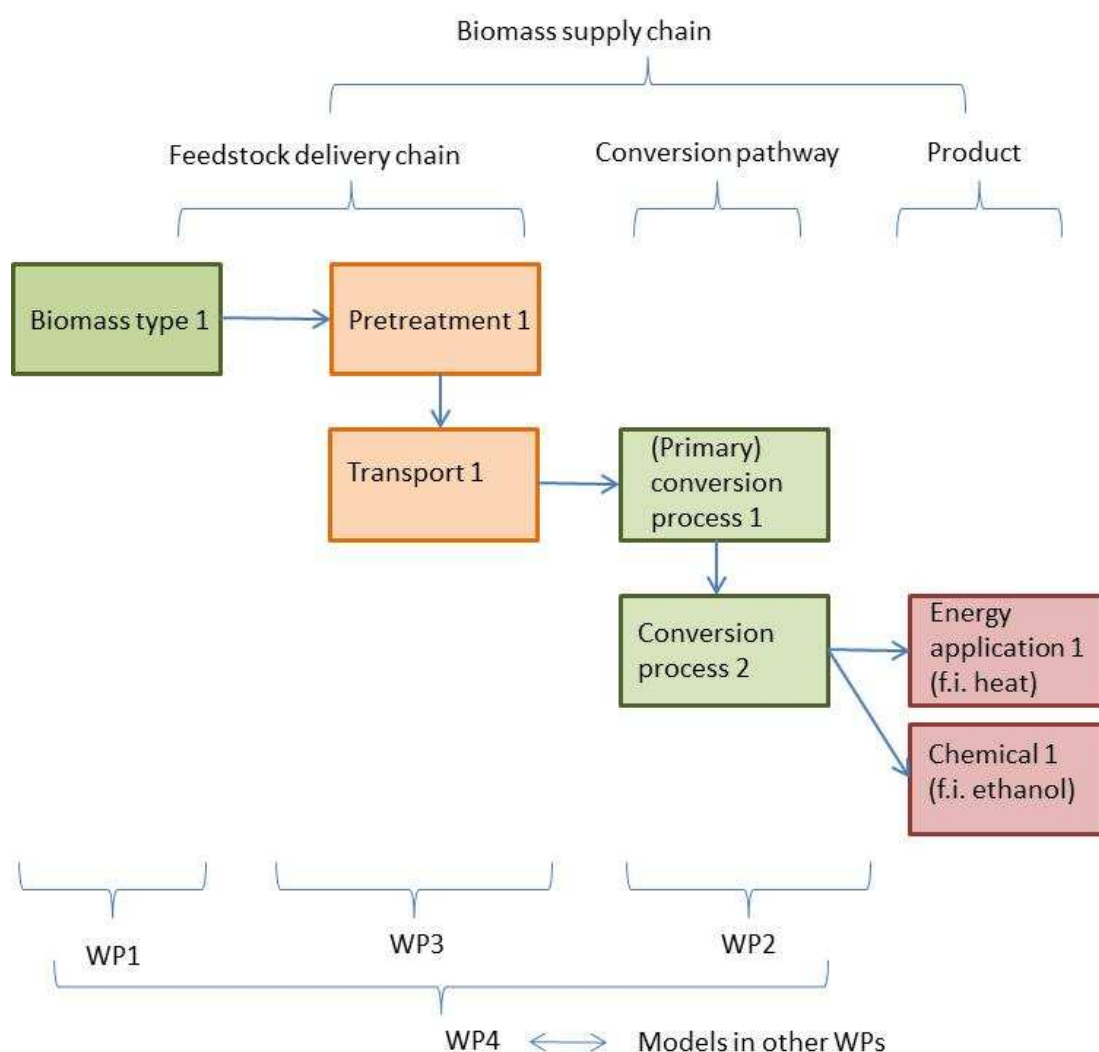 Biomass supply chain
Feedstock delivery chain
Conversion pathway
Product
Biomass type 1
Pretreatment 1
Transport 1
(Primary)
conversion
process 1
Conversion
process 2
Energy
application 1
(f.i. heat)
Chemical 1
(f.i. ethanol)
WP1
WP3
WP2
WP4
Models in other WPs